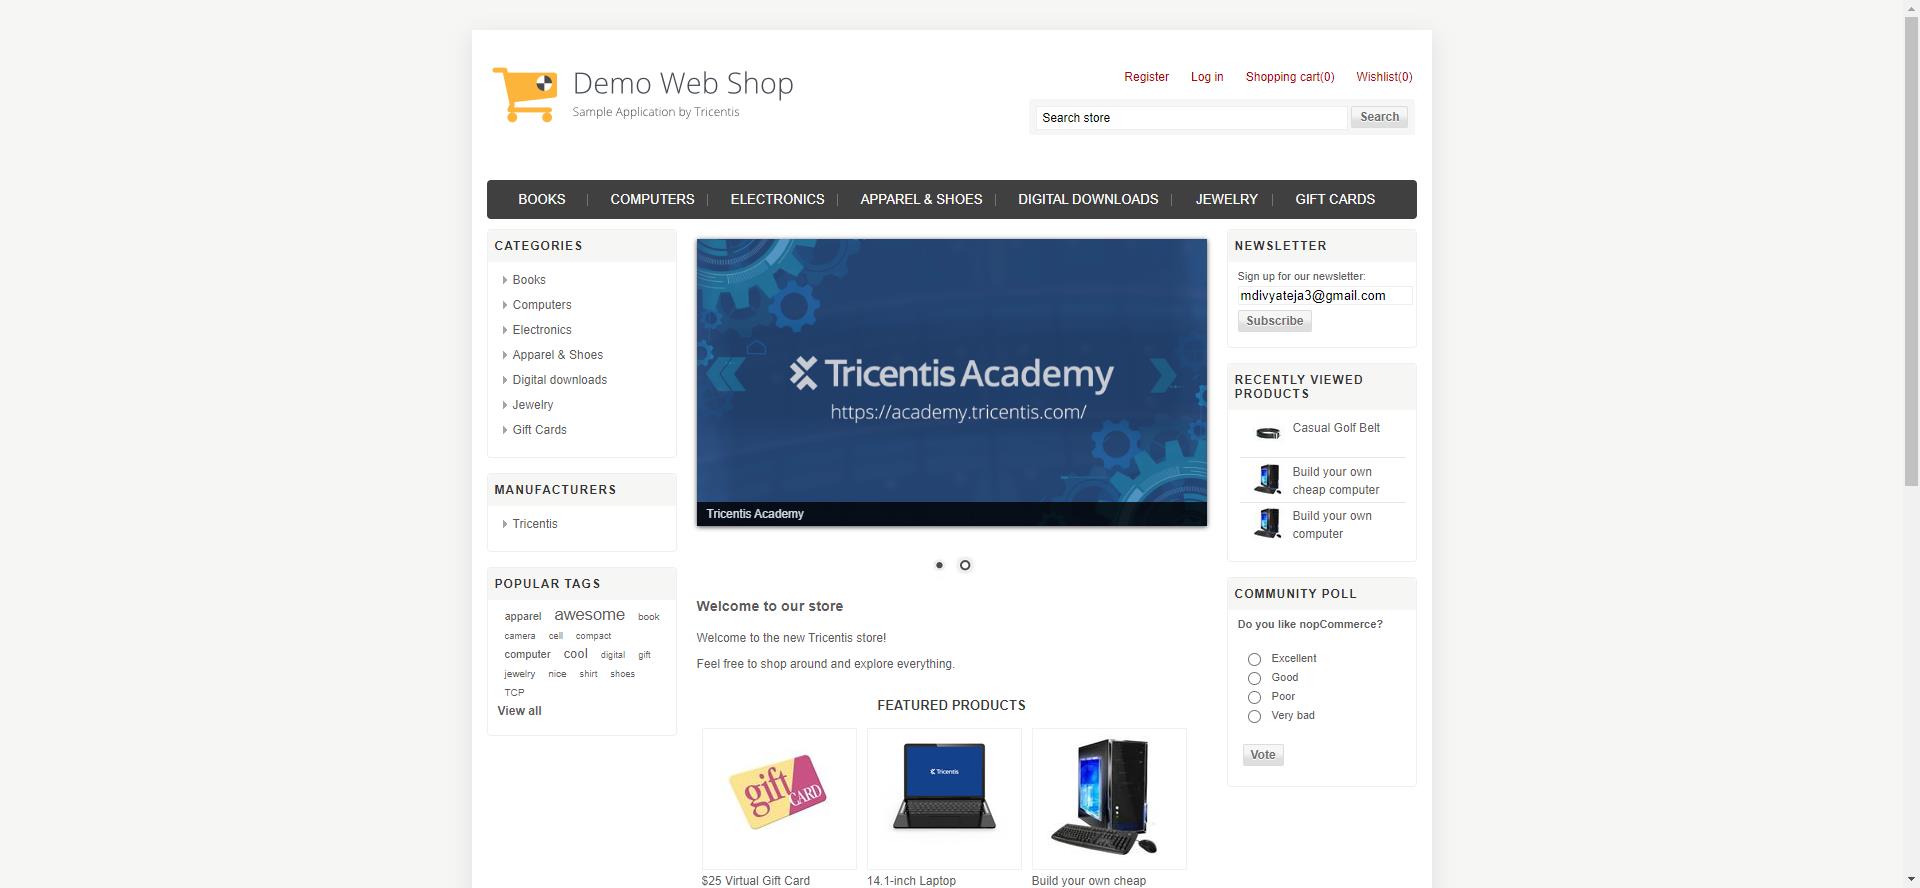 Demo Web Shop
Sample Application by Tricentis
Register Log in Shopping cart(0) Wishlist(0)
Search store Search
BOOKS COMPUTERS ELECTRONICS APPAREL & SHOES DIGITAL DOWNLOADS JEWELRY GIFT CARDS
CATEGORIES
Books
Computers
Electronics
Apparel & Shoes
Digital downloads
Jewelry
Gift Cards
MANUFACTURERS
Tricentis
POPULAR TAGS
apparel awesome book
camera cell compact
computer cool digital gift
jewelry nice shirt shoes
TCP
View all
Tricentis Academy
https://academy.tricentis.com/
Tricentis Academy
Welcome to our store
Welcome to the new Tricentis store!
Feel free to shop around and explore everything.
FEATURED PRODUCTS
gift CARD
Tricentis
$25 Virtual Gift Card
14.1-inch Laptop
Build your own cheap
NEWSLETTER
Sign up for our newsletter:
mdivyateja3@gmail.com
Subscribe
RECENTLY VIEWED
PRODUCTS
Casual Golf Belt
Build your own
cheap computer
Build your own
computer
COMMUNITY POLL
Do you like nopCommerce?
Excellent
Good
Poor
Very bad
Vote